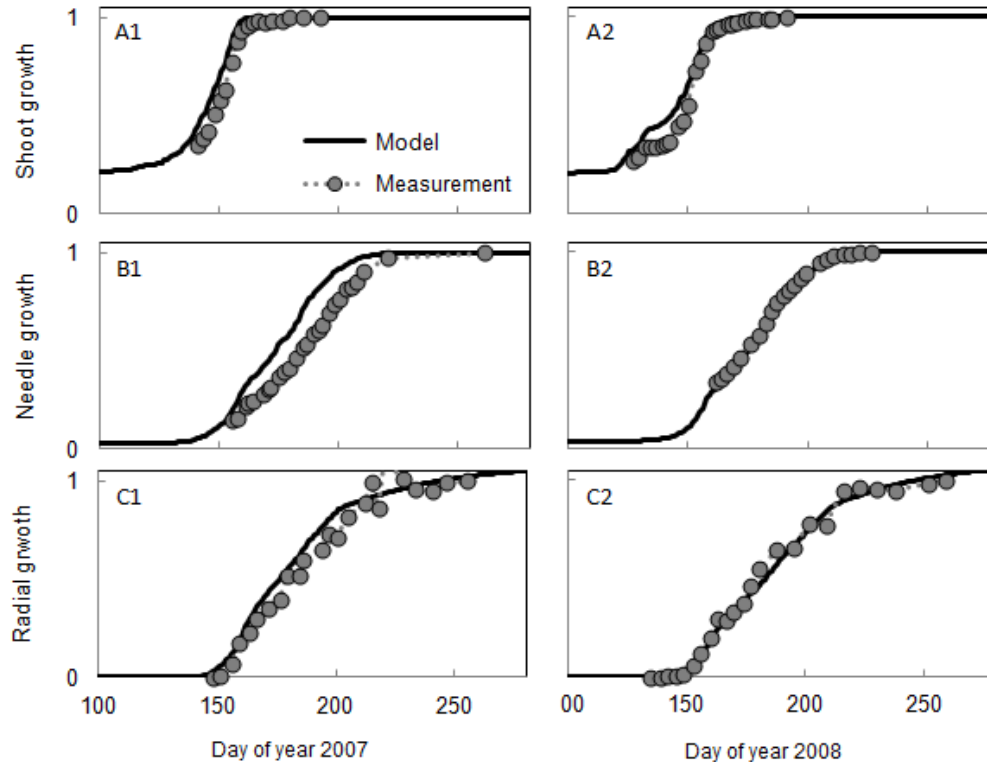 Shoot growth
1
0
A1
Model
Measurement
A2
Needle growth
1
0
B1
B2
Radial grwoth
1
0
C1
C2
100 150 200 250
00 150 200 250
Day of year 2007
Day of year 2008